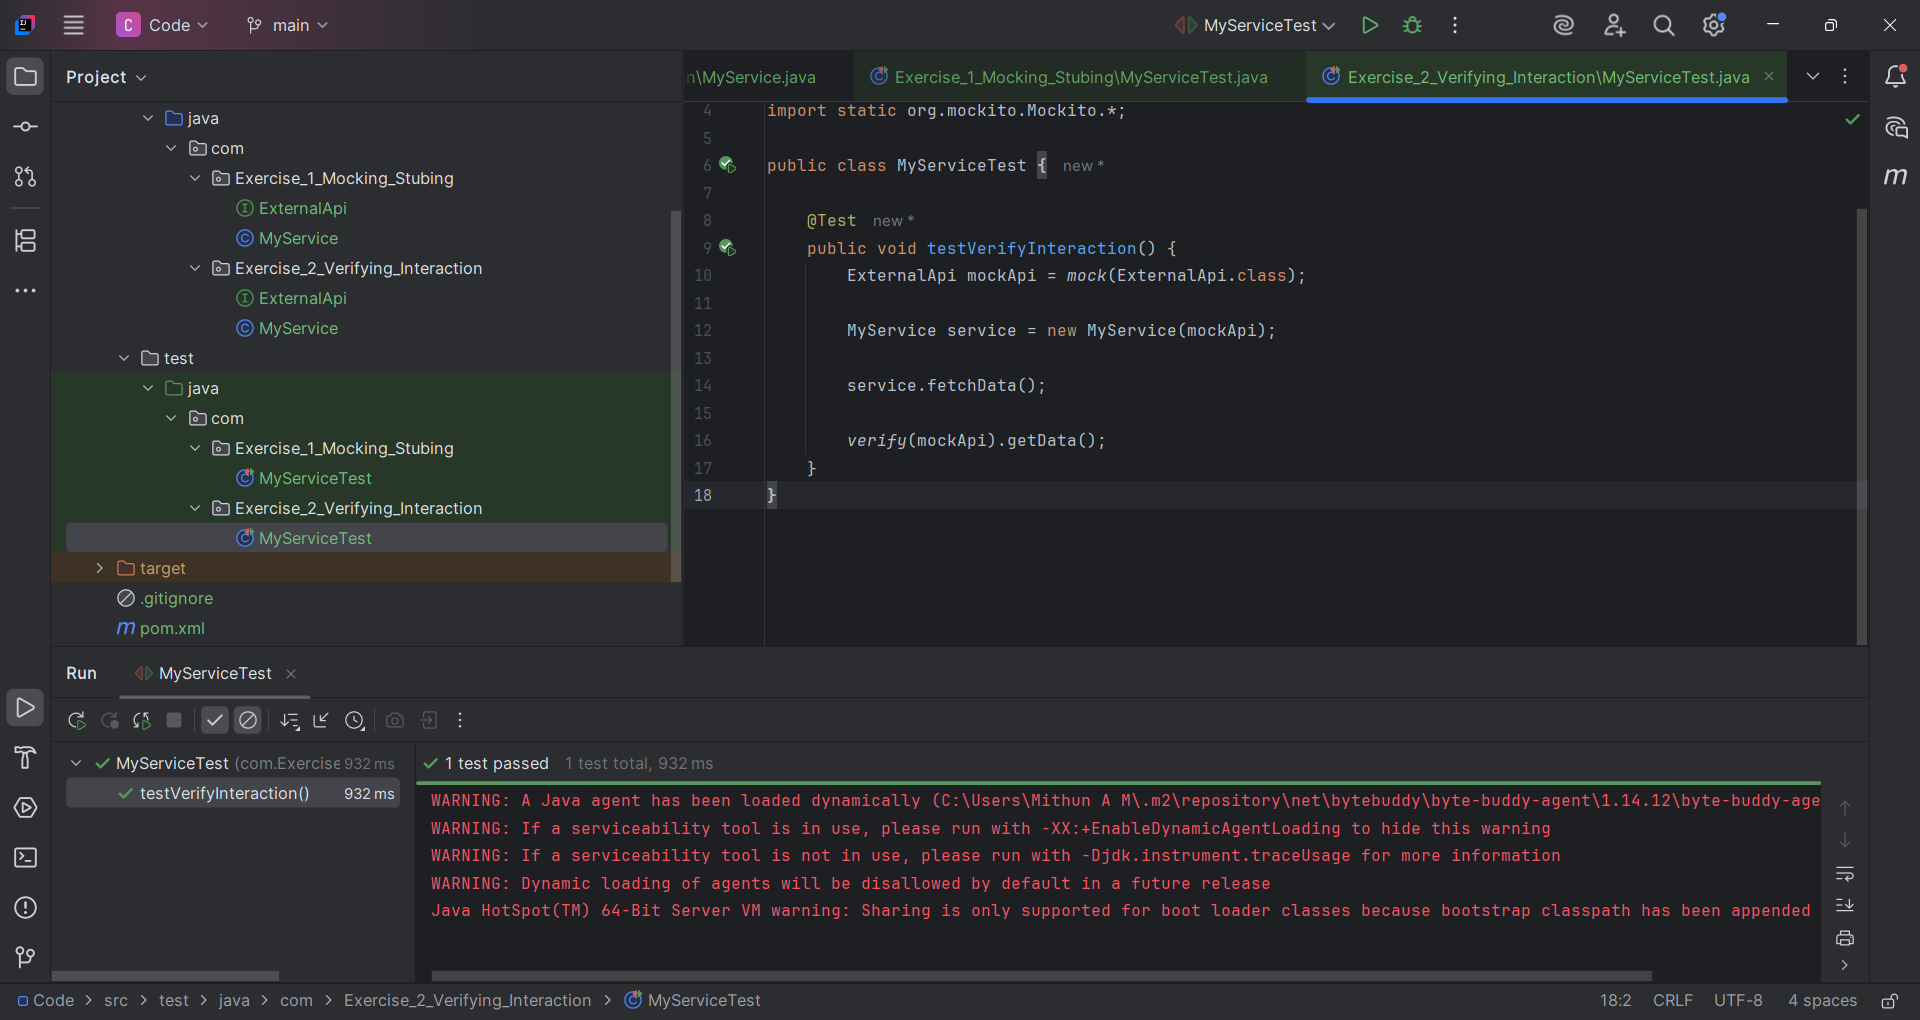 C Code main MyServiceTest
Project
n\MyService.java Exercise_1_Mocking_Stubing\MyServiceTest.java Exercise_2_Verifying_Interaction\MyServiceTest.java
java
com
Exercise_1_Mocking_Stubing
ExternalApi
MyService
Exercise_2_Verifying_Interaction
ExternalApi
MyService
test
java
com
Exercise_1_Mocking_Stubing
MyServiceTest
Exercise_2_Verifying_Interaction
MyServiceTest
target
.gitignore
m pom.xml
4 import static org.mockito.Mockito.*;
5
6 public class MyServiceTest { new *
7
8 @Test new *
9 public void testVerifyInteraction() {
10 ExternalApi mockApi = mock(ExternalApi.class);
11
12 MyService service = new MyService(mockApi);
13
14 service.fetchData();
15
16 verify(mockApi).getData();
17 }
18 }
m
Run MyServiceTest
MyServiceTest (com.Exercise 932 ms
testVerifyInteraction() 932 ms
1 test passed 1 test total, 932 ms
WARNING: A Java agent has been loaded dynamically (C:\Users\Mithun A M\.m2\repository\net\bytebuddy\byte-buddy-agent\1.14.12\byte-buddy-age
WARNING: If a serviceability tool is in use, please run with -XX:+EnableDynamicAgentLoading to hide this warning
WARNING: If a serviceability tool is not in use, please run with -Djdk.instrument.traceUsage for more information
WARNING: Dynamic loading of agents will be disallowed by default in a future release
Java HotSpot(TM) 64-Bit Server VM warning: Sharing is only supported for boot loader classes because bootstrap classpath has been appended
Code > src > test > java > com > Exercise_2_Verifying_Interaction > MyServiceTest 18:2 CRLF UTF-8 4 spaces